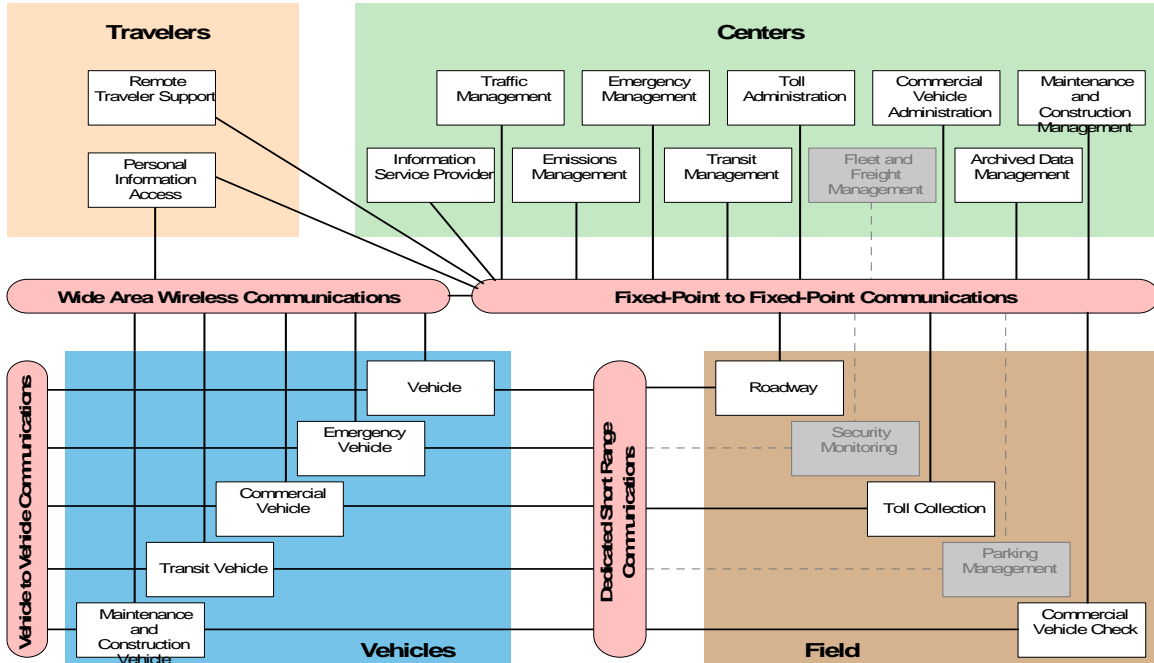 Travelers
Remote
Traveler Support
Personal
Information
Access
Centers
Traffic
Management
Emergency
Management
Toll
Administration
Commercial
Vehicle
Administration
Maintenance
and
Construction
Management
Information
Service Provider
Emissions
Management
Transit
Management
Fleet and
Freight
Management
Archived Data
Management
Wide Area Wireless Communications
Fixed-Point to Fixed-Point Communications
Vehicle to Vehicle Communications
Vehicle
Emergency
Vehicle
Commercial
Vehicle
Transit Vehicle
Maintenance
and
Construction
Vehicle
Vehicles
Dedicated Short Range
Communications
Roadway
Security
Monitoring
Toll Collection
Parking
Management
Commercial
Vehicle Check
Field